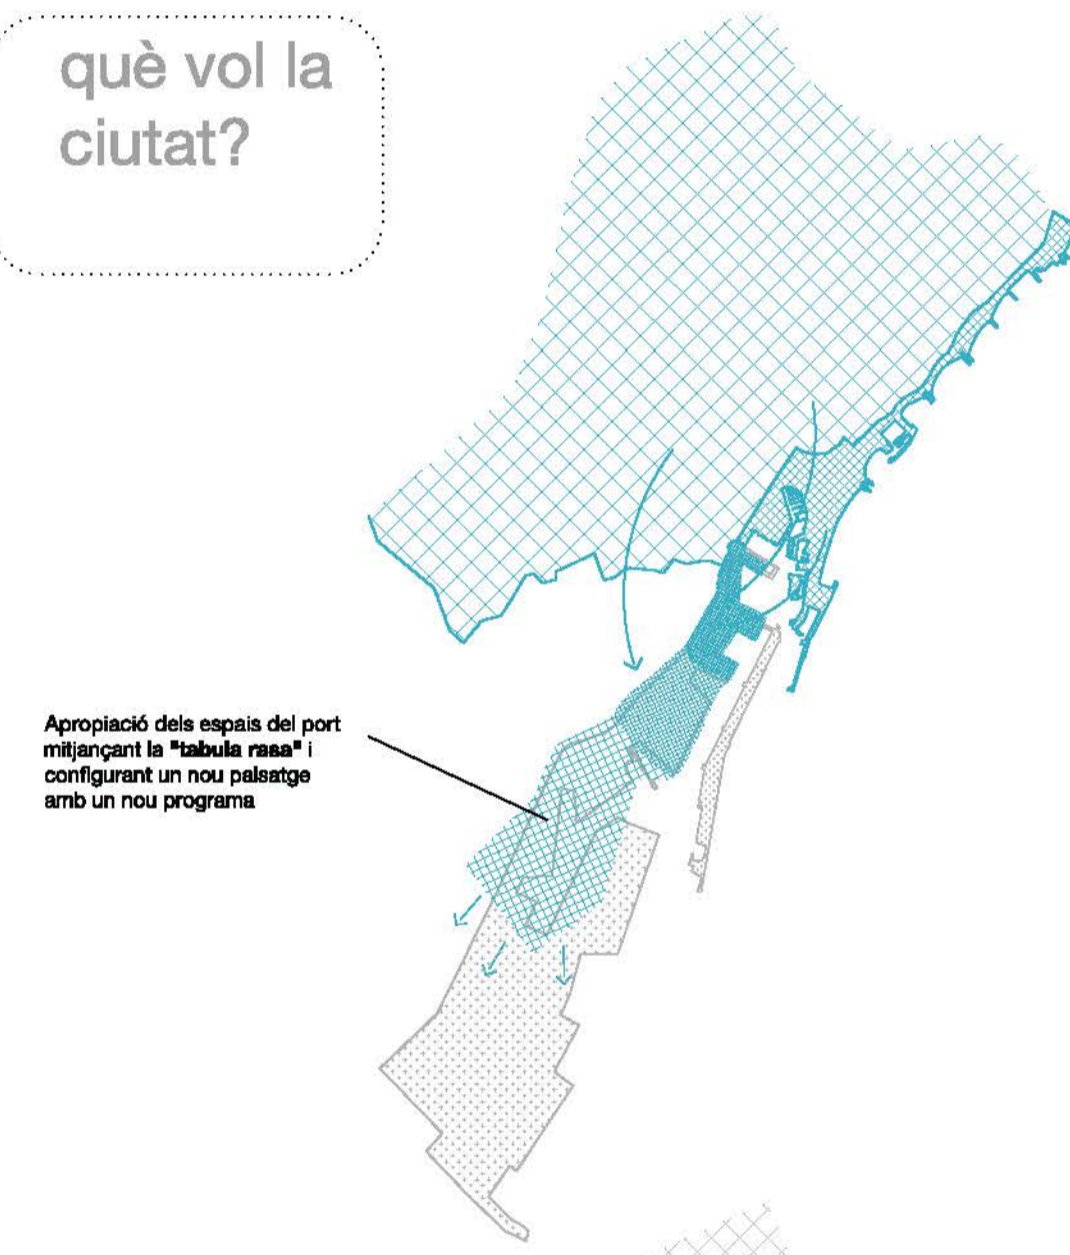 què vol la
ciutat?
Apropiació dels espais del port
mitjançant la "tabula rasa" i
configurant un nou paisatge
amb un nou programa